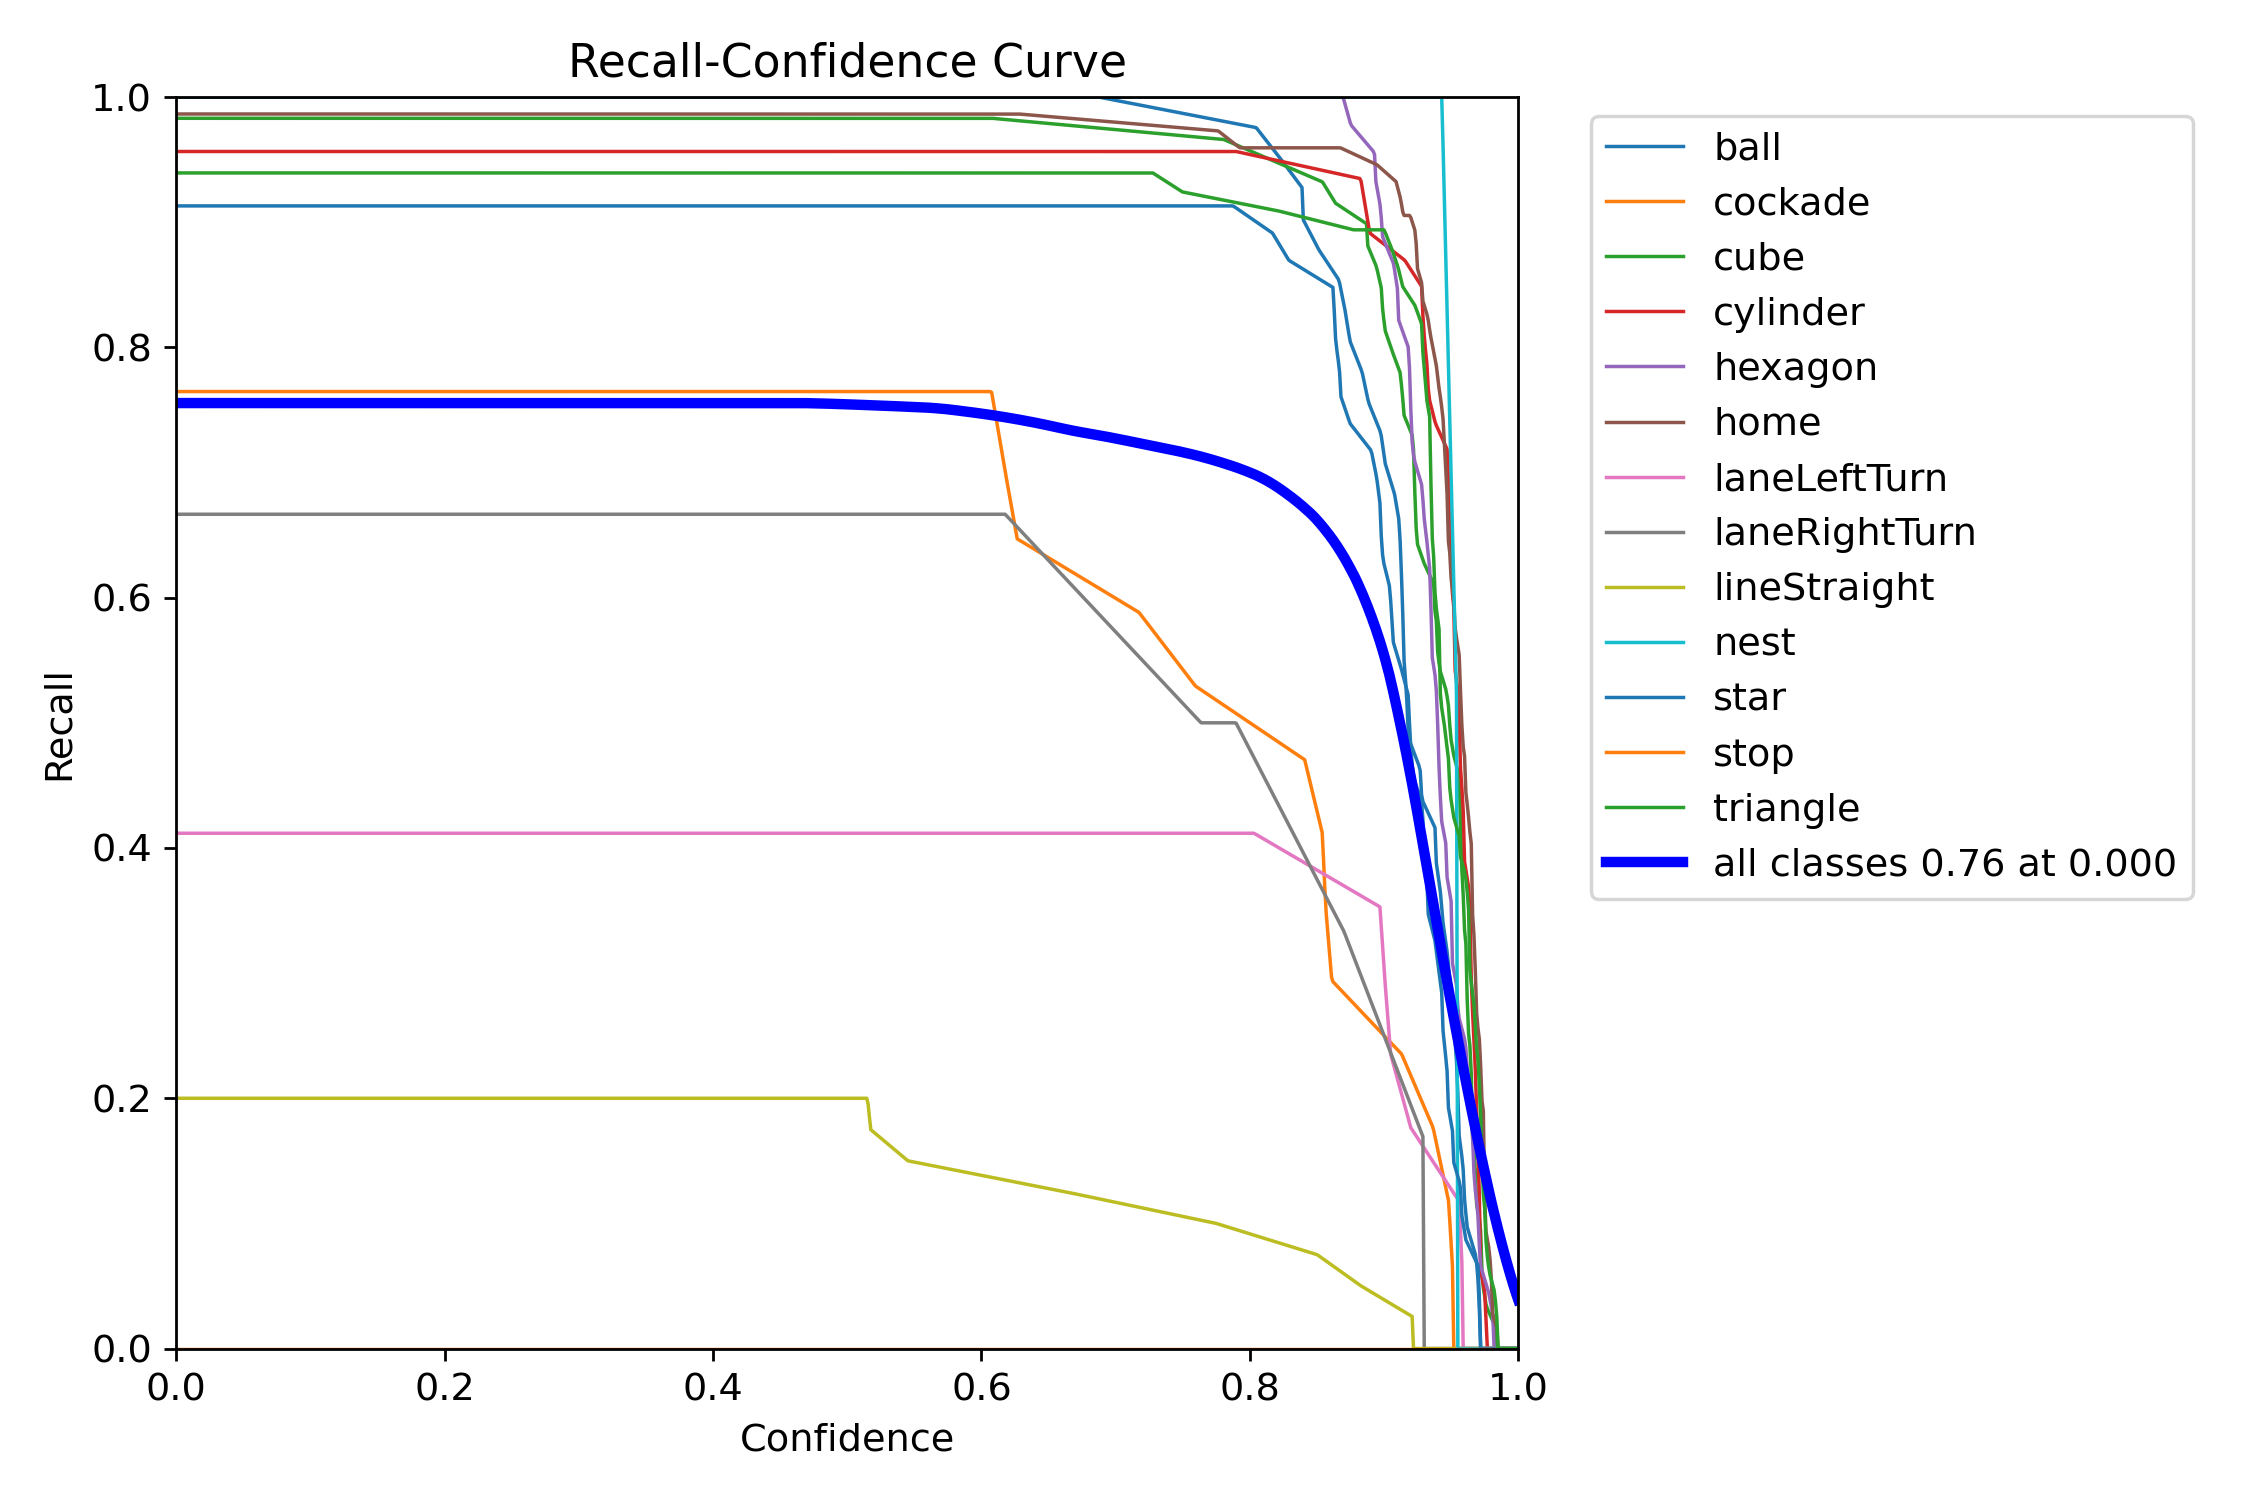 Recall-Confidence Curve
1.0
0.8
0.6
0.4
0.2
0.0
Recall
0.0 0.2 0.4 0.6 0.8 1.0
Confidence
ball
cockade
cube
cylinder
hexagon
home
laneLeftTurn
laneRightTurn
lineStraight
nest
star
stop
triangle
all classes 0.76 at 0.000